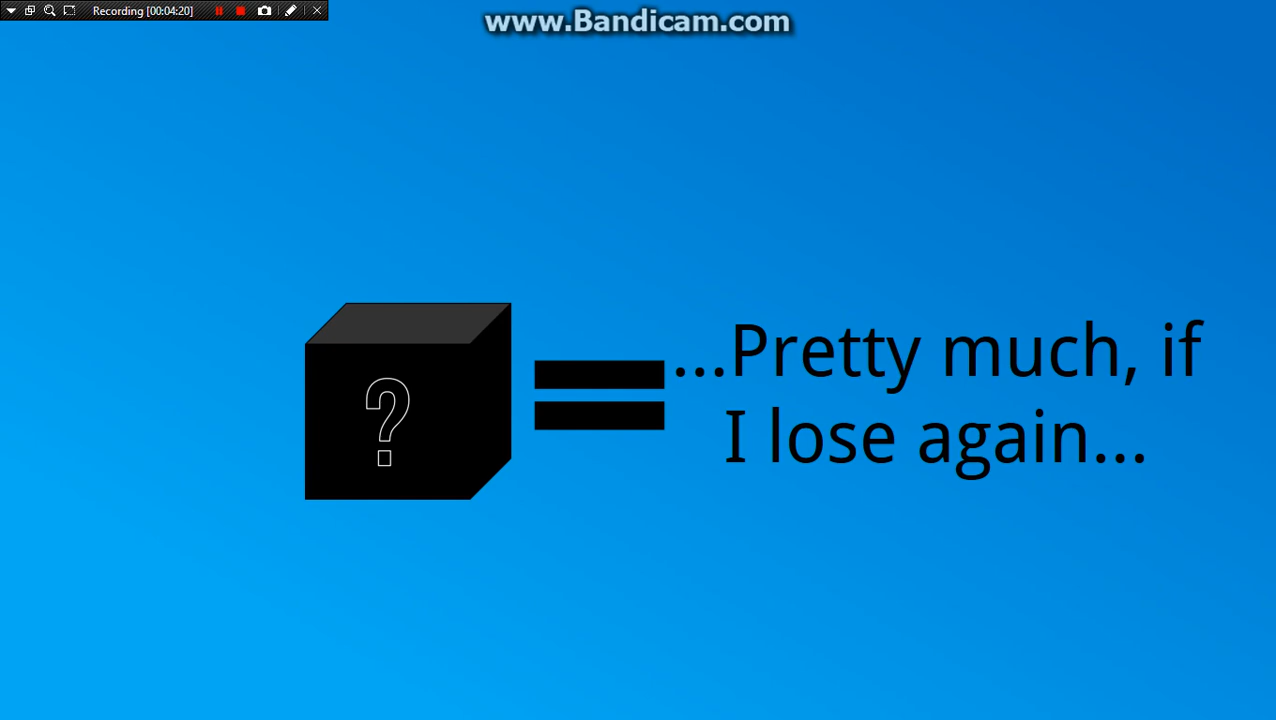 Recording [00:04:20]
www.Bandicam.com
?
...Pretty much, if
I lose again...